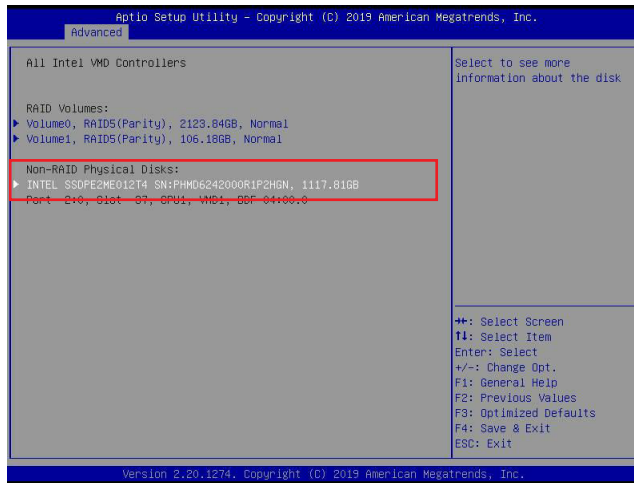 Aptio Setup Utility – Copyright (C) 2019 American Megatrends, Inc.
Advanced
All Intel VMD Controllers
RAID Volumes:
Volume0, RAID5(Parity), 2123.84GB, Normal
Volume1, RAID5(Parity), 106.18GB, Normal
Non-RAID Physical Disks:
INTEL SSDPE2ME012T4 SN:PHMD6242000R1P2HGN, 1117.81GB
Port 2:0, Slot 37, CPU1, VMD1, BDF 04:00.0
Select to see more
information about the disk
→←: Select Screen
↑↓: Select Item
Enter: Select
+/-: Change Opt.
F1: General Help
F2: Previous Values
F3: Optimized Defaults
F4: Save & Exit
ESC: Exit
Version 2.20.1274. Copyright (C) 2019 American Megatrends, Inc.